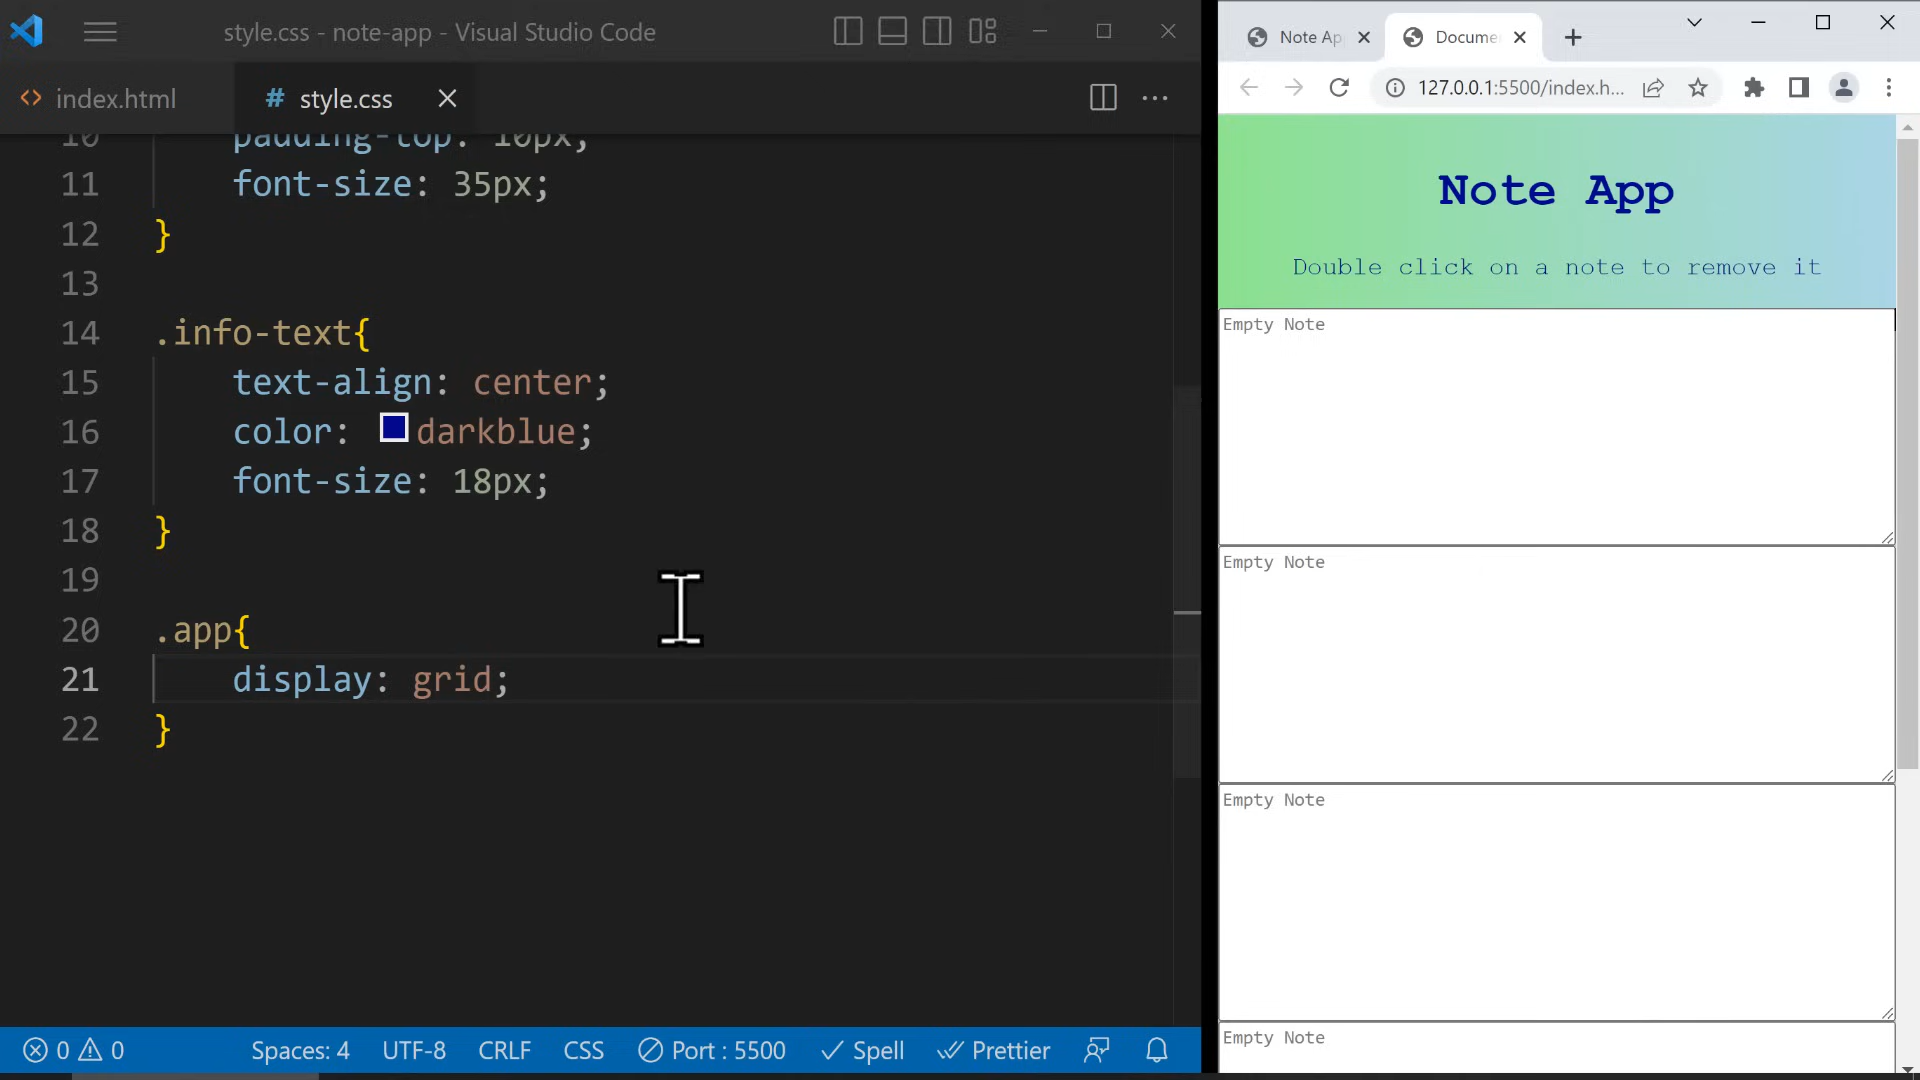 style.css - note-app - Visual Studio Code
index.html
# style.css
10 padding-top: 10px;
11 font-size: 35px;
12 }
13
14 .info-text{
15 text-align: center;
16 color: darkblue;
17 font-size: 18px;
18 }
19
20 .app{
21 display: grid;
22 }
0 0 Spaces: 4 UTF-8 CRLF CSS Port : 5500 Spell Prettier
Note Ap Docume
127.0.0.1:5500/index.h...
Note App
Double click on a note to remove it
Empty Note
Empty Note
Empty Note
Empty Note